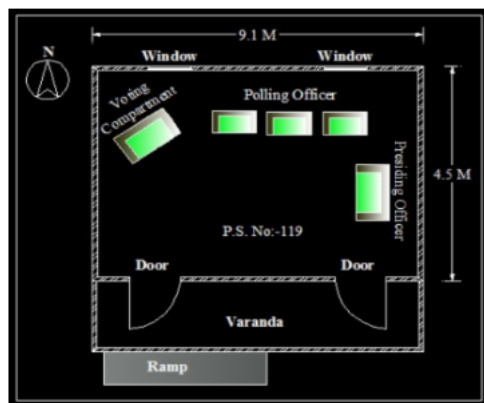 9.1 M
N
Window
Window
Voting
Compartment
Polling Officer
Presiding Officer
4.5 M
P.S. No:-119
Door
Door
Varanda
Ramp